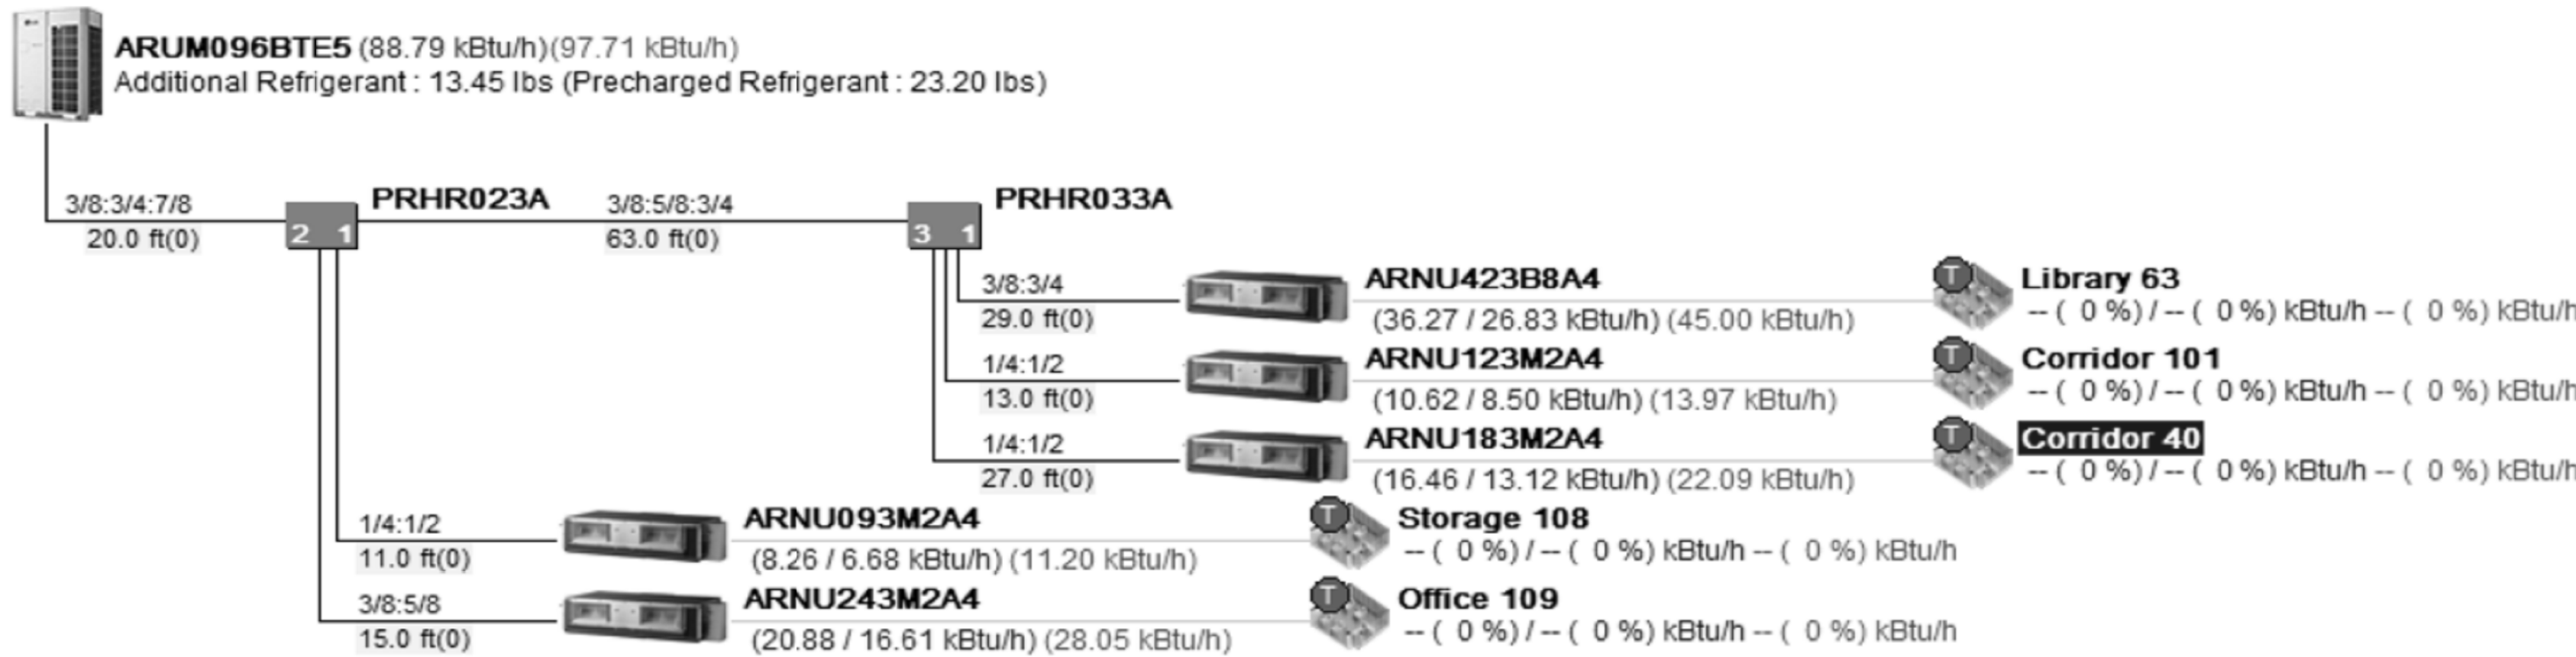 ARUM096BTE5 (88.79 kBtu/h)(97.71 kBtu/h)
Additional Refrigerant : 13.45 lbs (Precharged Refrigerant : 23.20 lbs)
3/8:3/4:7/8
20.0 ft(0)
2 1
PRHR023A
3/8:5/8:3/4
63.0 ft(0)
3 1
PRHR033A
3/8:3/4
29.0 ft(0)
ARNU423B8A4
(36.27 / 26.83 kBtu/h) (45.00 kBtu/h)
T
Library 63
-- ( 0 %) / -- ( 0 %) kBtu/h -- ( 0 %) kBtu/h
1/4:1/2
13.0 ft(0)
ARNU123M2A4
(10.62 / 8.50 kBtu/h) (13.97 kBtu/h)
T
Corridor 101
-- ( 0 %) / -- ( 0 %) kBtu/h -- ( 0 %) kBtu/h
1/4:1/2
27.0 ft(0)
ARNU183M2A4
(16.46 / 13.12 kBtu/h) (22.09 kBtu/h)
T
Corridor 40
-- ( 0 %) / -- ( 0 %) kBtu/h -- ( 0 %) kBtu/h
1/4:1/2
11.0 ft(0)
ARNU093M2A4
(8.26 / 6.68 kBtu/h) (11.20 kBtu/h)
T
Storage 108
-- ( 0 %) / -- ( 0 %) kBtu/h -- ( 0 %) kBtu/h
3/8:5/8
15.0 ft(0)
ARNU243M2A4
(20.88 / 16.61 kBtu/h) (28.05 kBtu/h)
T
Office 109
-- ( 0 %) / -- ( 0 %) kBtu/h -- ( 0 %) kBtu/h